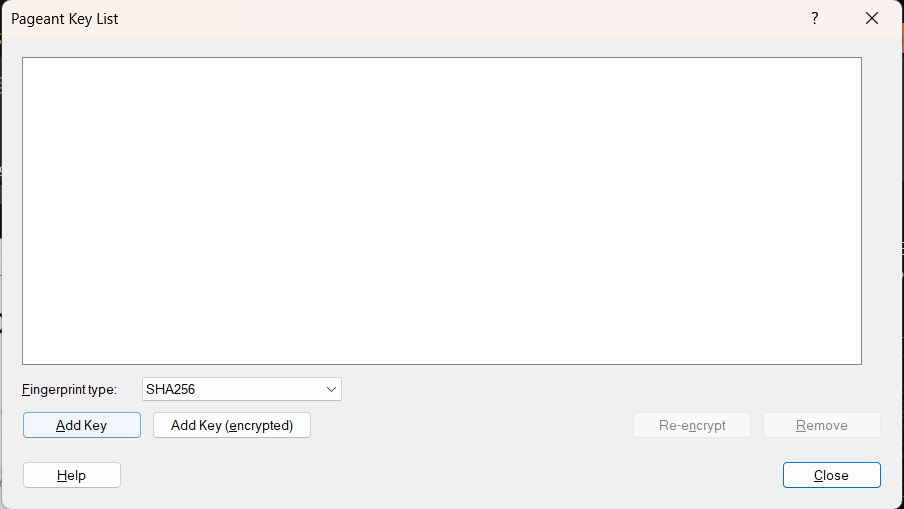 Pageant Key List ?
Fingerprint type: SHA256
Add Key Add Key (encrypted) Re-encrypt Remove
Help Close